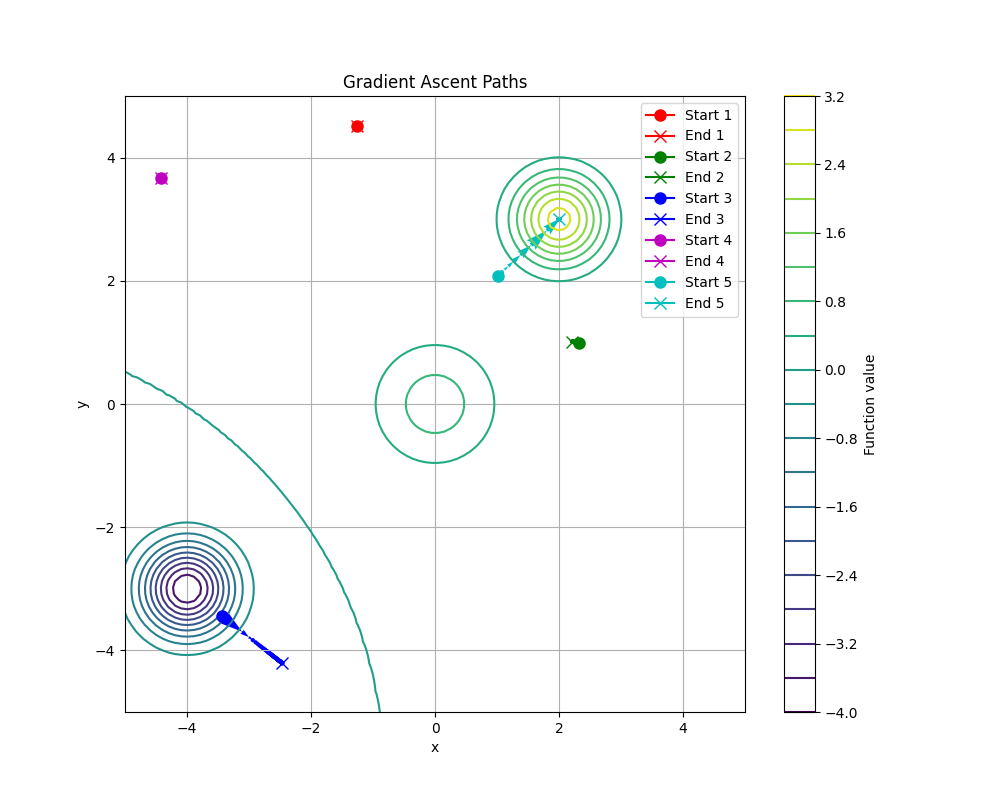 Gradient Ascent Paths
Start 1
End 1
Start 2
End 2
Start 3
End 3
Start 4
End 4
Start 5
End 5
4
2
0
−2
−4
y
−4
−2
0
2
4
x
3.2
2.4
1.6
0.8
0.0
−0.8
−1.6
−2.4
−3.2
−4.0
Function value